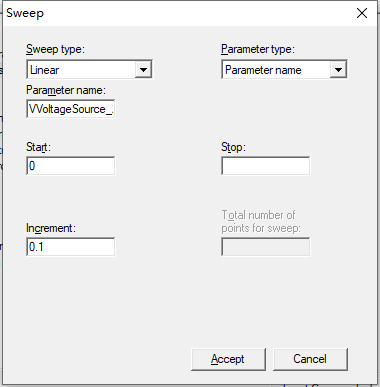 Sweep
Sweep type:
Parameter type:
Linear
Parameter name
Parameter name:
VVoltageSource_
Start:
Stop:
0
Increment:
Total number of
points for sweep:
0.1
Accept
Cancel